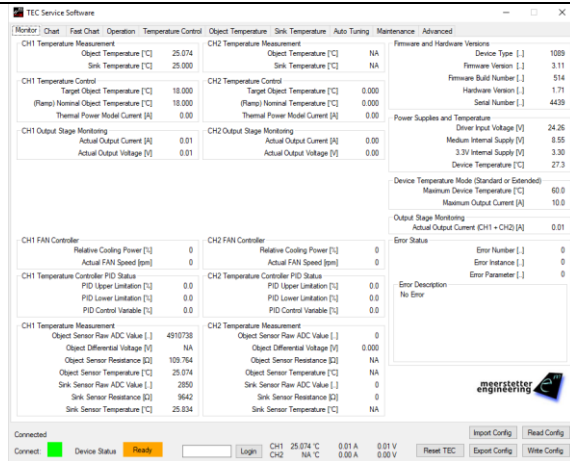 TEC Service Software
Monitor Chart Fast Chart Operation Temperature Control Object Temperature Sink Temperature Auto Tuning Maintenance Advanced
CH1 Temperature Measurement
Object Temperature [°C] 25.074
Sink Temperature [°C] 25.000
CH1 Temperature Control
Target Object Temperature [°C] 18.000
(Ramp) Nominal Object Temperature [°C] 18.000
Thermal Power Model Current [A] 0.00
CH1 Output Stage Monitoring
Actual Output Current [A] 0.01
Actual Output Voltage [V] 0.01
CH1 FAN Controller
Relative Cooling Power [%] 0
Actual FAN Speed [rpm] 0
CH1 Temperature Controller PID Status
PID Upper Limitation [%] 0.0
PID Lower Limitation [%] 0.0
PID Control Variable [%] 0.0
CH1 Temperature Measurement
Object Sensor Raw ADC Value [.] 4910738
Object Differential Voltage [V] NA
Object Sensor Resistance [Ω] 109.764
Object Sensor Temperature [°C] 25.074
Sink Sensor Raw ADC Value [.] 2850
Sink Sensor Resistance [Ω] 9642
Sink Sensor Temperature [°C] 25.834
CH2 Temperature Measurement
Object Temperature [°C] NA
Sink Temperature [°C] NA
CH2 Temperature Control
Target Object Temperature [°C] 0.000
(Ramp) Nominal Object Temperature [°C] 0.000
Thermal Power Model Current [A] 0.00
CH2 Output Stage Monitoring
Actual Output Current [A] 0.00
Actual Output Voltage [V] 0.00
CH2 FAN Controller
Relative Cooling Power [%] 0
Actual FAN Speed [rpm] 0
CH2 Temperature Controller PID Status
PID Upper Limitation [%] 0.0
PID Lower Limitation [%] 0.0
PID Control Variable [%] 0.0
CH2 Temperature Measurement
Object Sensor Raw ADC Value [.] 0
Object Differential Voltage [V] 0.000
Object Sensor Resistance [Ω] NA
Object Sensor Temperature [°C] NA
Sink Sensor Raw ADC Value [.] 0
Sink Sensor Resistance [Ω] 0
Sink Sensor Temperature [°C] NA
Firmware and Hardware Versions
Device Type [.] 1089
Firmware Version [.] 3.11
Firmware Build Number [.] 514
Hardware Version [.] 1.71
Serial Number [.] 4439
Power Supplies and Temperature
Driver Input Voltage [V] 24.26
Medium Internal Supply [V] 8.55
3.3V Internal Supply [V] 3.30
Device Temperature [°C] 27.3
Device Temperature Mode (Standard or Extended)
Maximum Device Temperature [°C] 60.0
Maximum Output Current [A] 10.0
Output Stage Monitoring
Actual Output Current (CH1 + CH2) [A] 0.01
Error Status
Error Number [.] 0
Error Instance [.] 0
Error Parameter [.] 0
Error Description
No Error
meerstetter
engineering
Connected
Connect: Device Status Ready Login
CH1 25.074 °C 0.01 A 0.01 V
CH2 NA °C 0.00 A 0.00 V
Import Config Read Config
Reset TEC Export Config Write Config